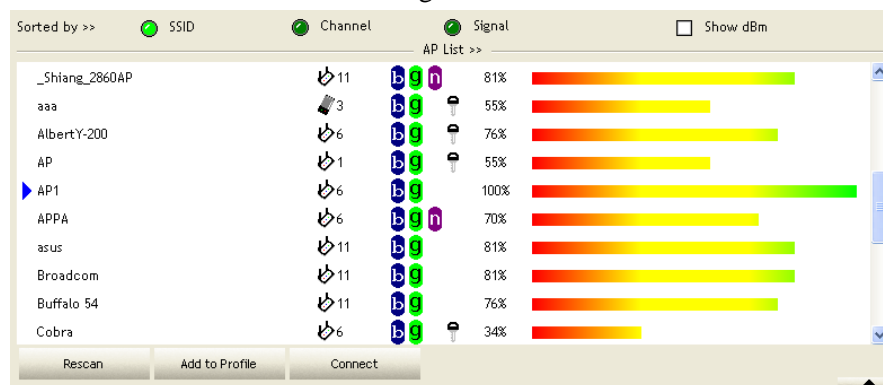 Sorted by >> SSID Channel Signal Show dBm
AP List >>
_Shiang_2860AP 11 b g n 81%
aaa 3 b g 55%
AlbertY-200 6 b g 76%
AP 1 b g 55%
AP1 6 b g 100%
APPA 6 b g n 70%
asus 11 b g 81%
Broadcom 11 b g 81%
Buffalo 54 11 b g 76%
Cobra 6 b g 34%
Rescan Add to Profile Connect